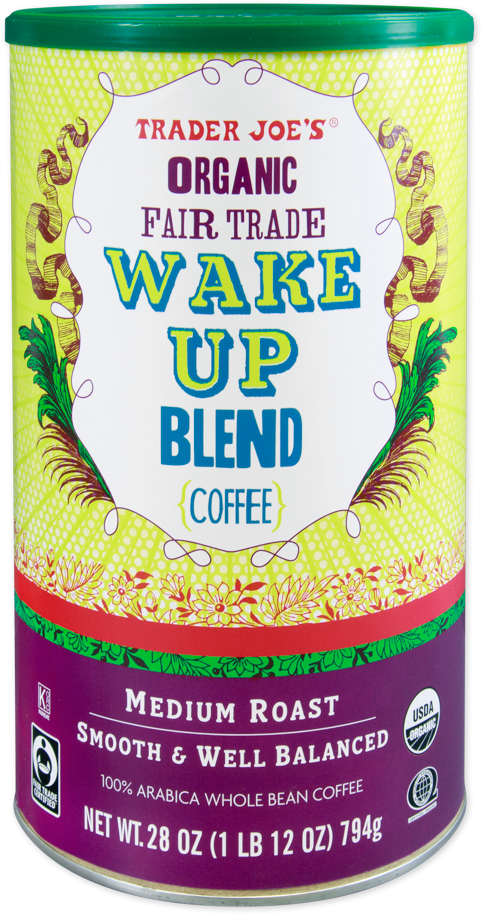 TRADER JOE'S®
ORGANIC
FAIR TRADE
WAKE
UP
BLEND
{COFFEE}
MEDIUM ROAST
SMOOTH & WELL BALANCED
100% ARABICA WHOLE BEAN COFFEE
NET WT. 28 OZ (1 LB 12 OZ) 794g
K
FAIR TRADE
CERTIFIED
USDA
ORGANIC